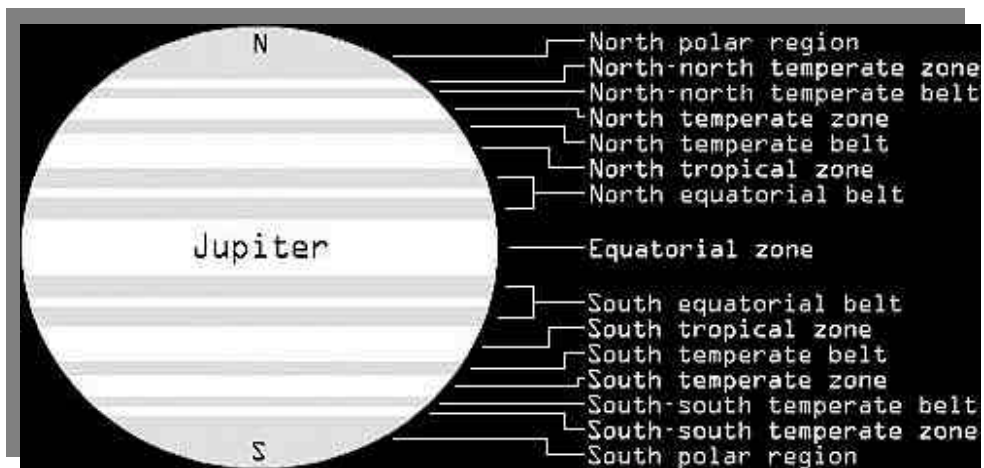 N
Jupiter
S
North polar region
North-north temperate zone
North-north temperate belt
North temperate zone
North temperate belt
North tropical zone
North equatorial belt
Equatorial zone
South equatorial belt
South tropical zone
South temperate belt
South temperate zone
South-south temperate belt
South-south temperate zone
South polar region